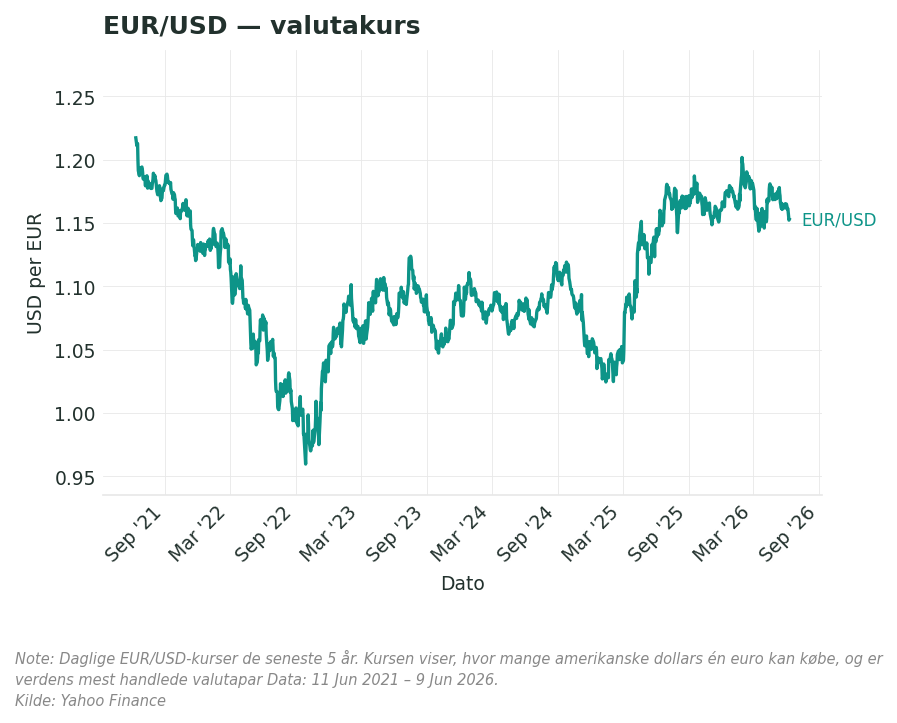 EUR/USD — valutakurs
USD per EUR
1.25
1.20
1.15
1.10
1.05
1.00
0.95
EUR/USD
Sep '21
Mar '22
Sep '22
Mar '23
Sep '23
Mar '24
Sep '24
Mar '25
Sep '25
Mar '26
Sep '26
Dato
Note: Daglige EUR/USD-kurser de seneste 5 år. Kursen viser, hvor mange amerikanske dollars én euro kan købe, og er
verdens mest handlede valutapar Data: 11 Jun 2021 – 9 Jun 2026.
Kilde: Yahoo Finance